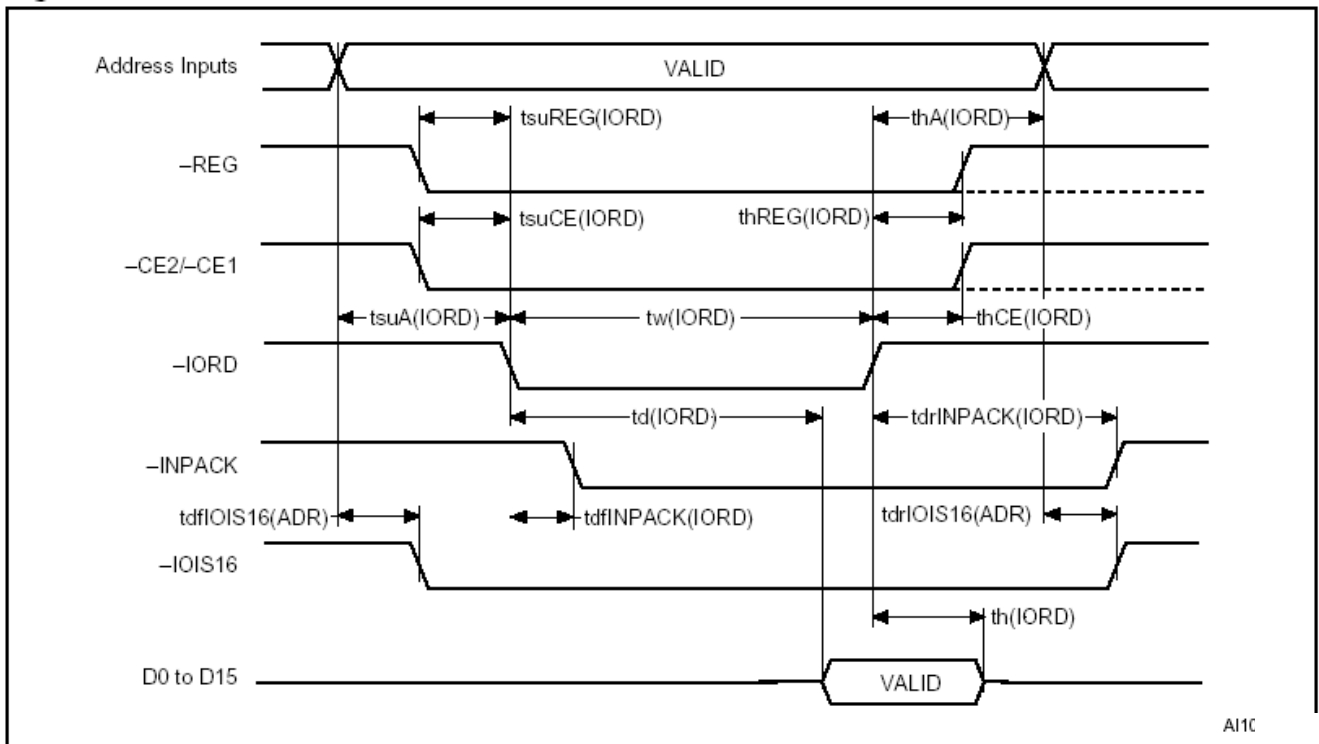 Address Inputs
VALID
tsuREG(IORD)
thA(IORD)
–REG
tsuCE(IORD)
thREG(IORD)
–CE2/–CE1
tsuA(IORD)
tw(IORD)
thCE(IORD)
–IORD
td(IORD)
tdrINPACK(IORD)
–INPACK
tdfIOIS16(ADR)
tdfINPACK(IORD)
tdrIOIS16(ADR)
–IOIS16
th(IORD)
D0 to D15
VALID